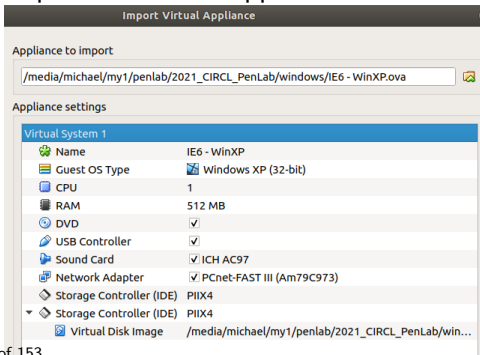 Import Virtual Appliance
Appliance to import
/media/michael/my1/penlab/2021_CIRCL_PenLab/windows/IE6 - WinXP.ova
Appliance settings
Virtual System 1
Name IE6 - WinXP
Guest OS Type Windows XP (32-bit)
CPU 1
RAM 512 MB
DVD
USB Controller
Sound Card ICH AC97
Network Adapter PCnet-FAST III (Am79C973)
Storage Controller (IDE) PIIX4
Storage Controller (IDE) PIIX4
Virtual Disk Image /media/michael/my1/penlab/2021_CIRCL_PenLab/win...
of 153